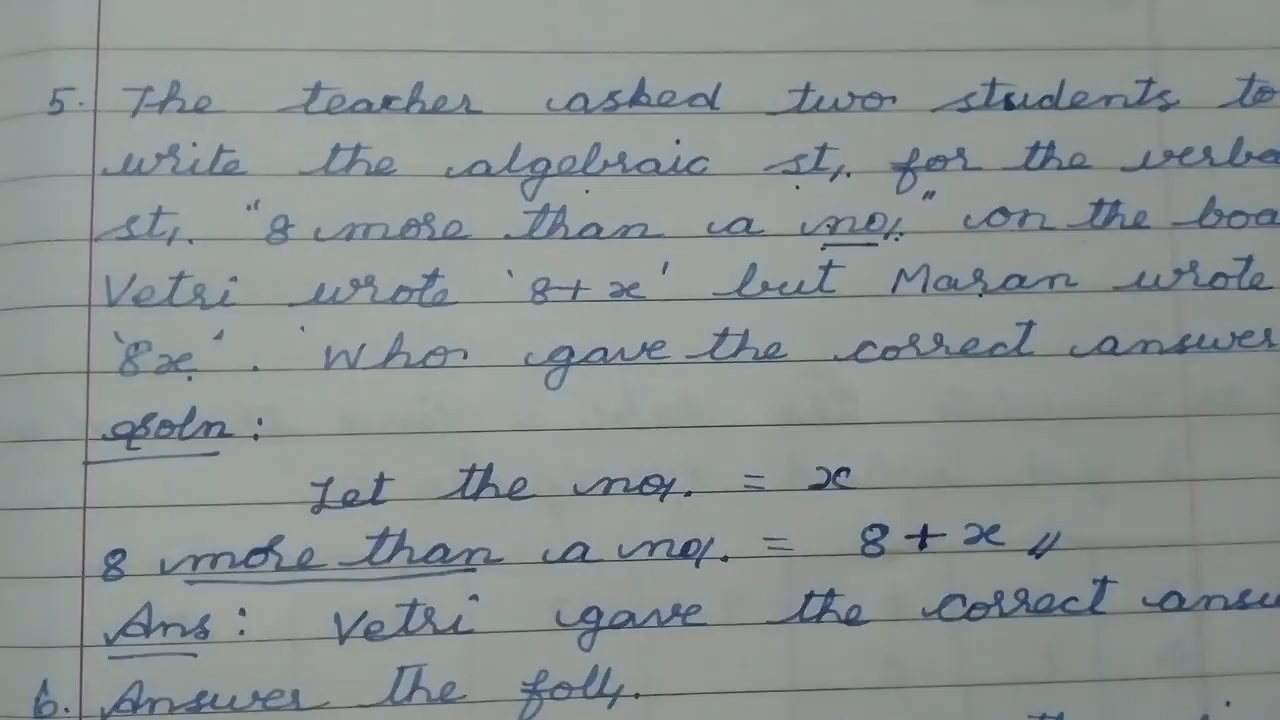 5. The teacher asked two students to
write the algebraic st,. for the verba
st,. "8 more than a no,." on the boa
Vetri wrote '8+x' but Maran wrote
'8x'. Who gave the correct answer
soln:
Let the no,. = x
8 more than a no,. = 8 + x //
Ans: Vetri gave the correct answ
6. Answer the foll,.